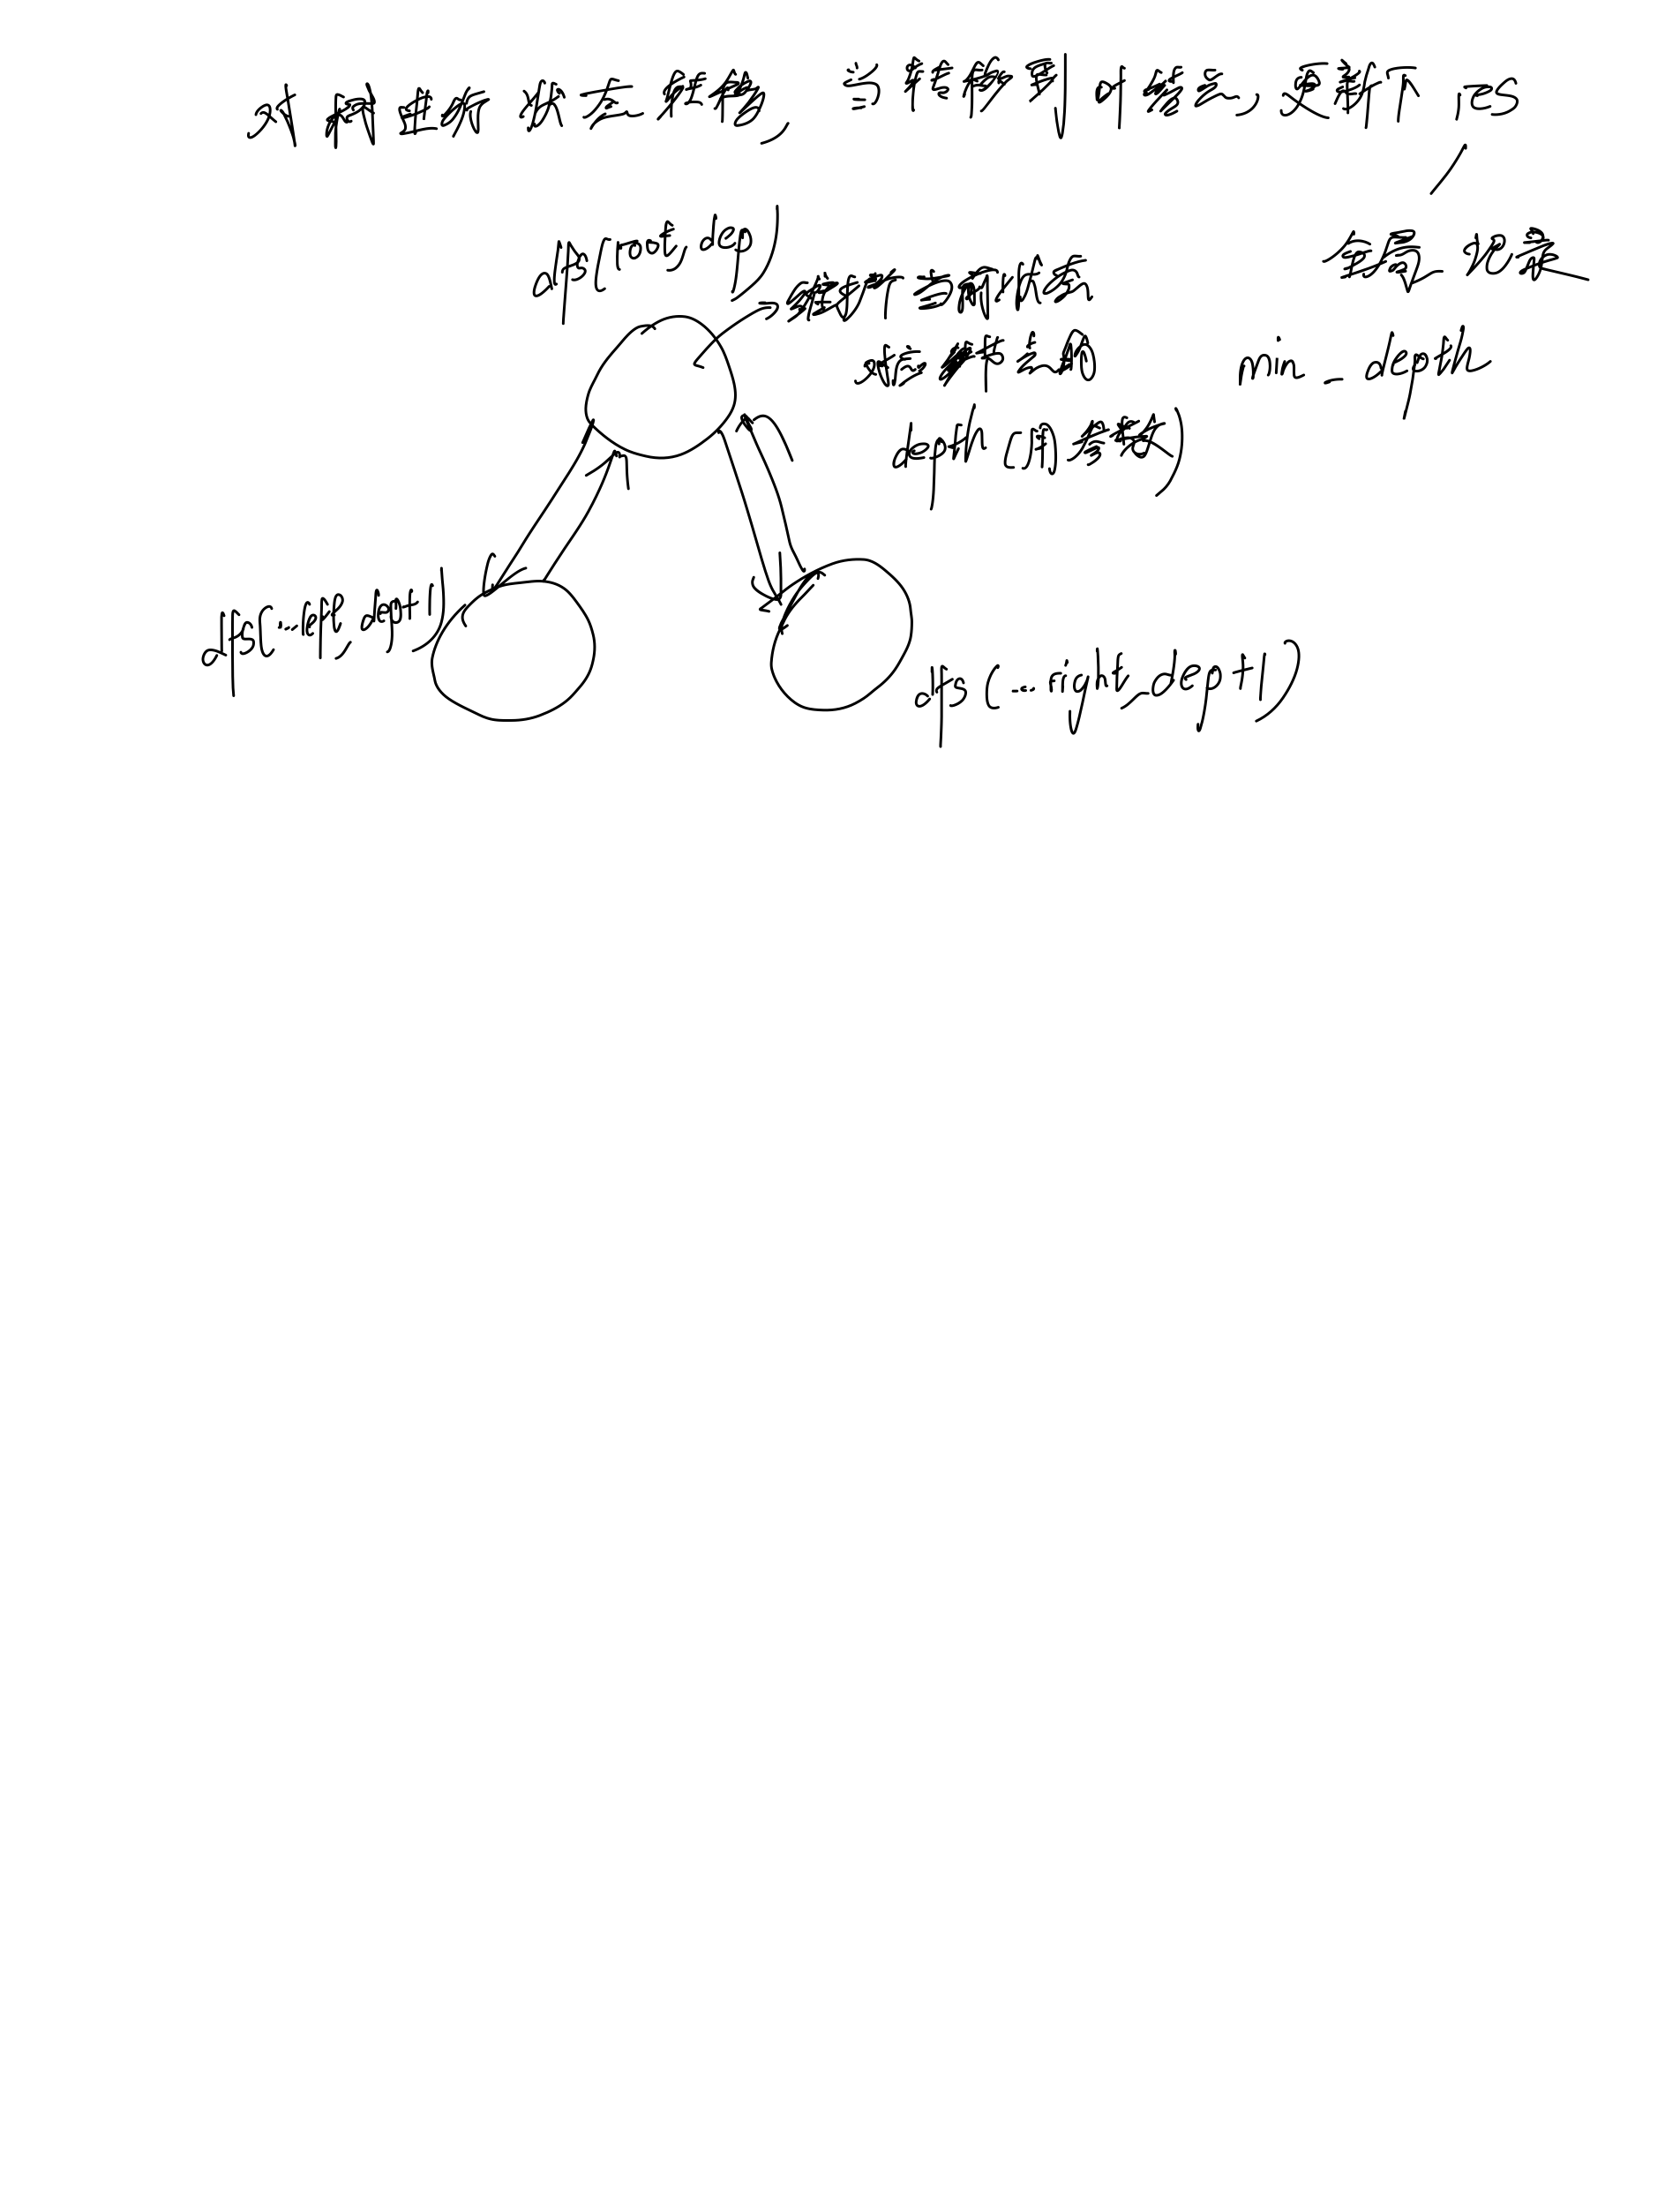 对树进行状态转移, 当转移到叶结点, 更新下 res
全局记录
min_depth
dfs(root, dep)
维护当前状态
对应结点的
depth (用参数)
dfs(...left, dep+1)
dfs(...right, dep+1)